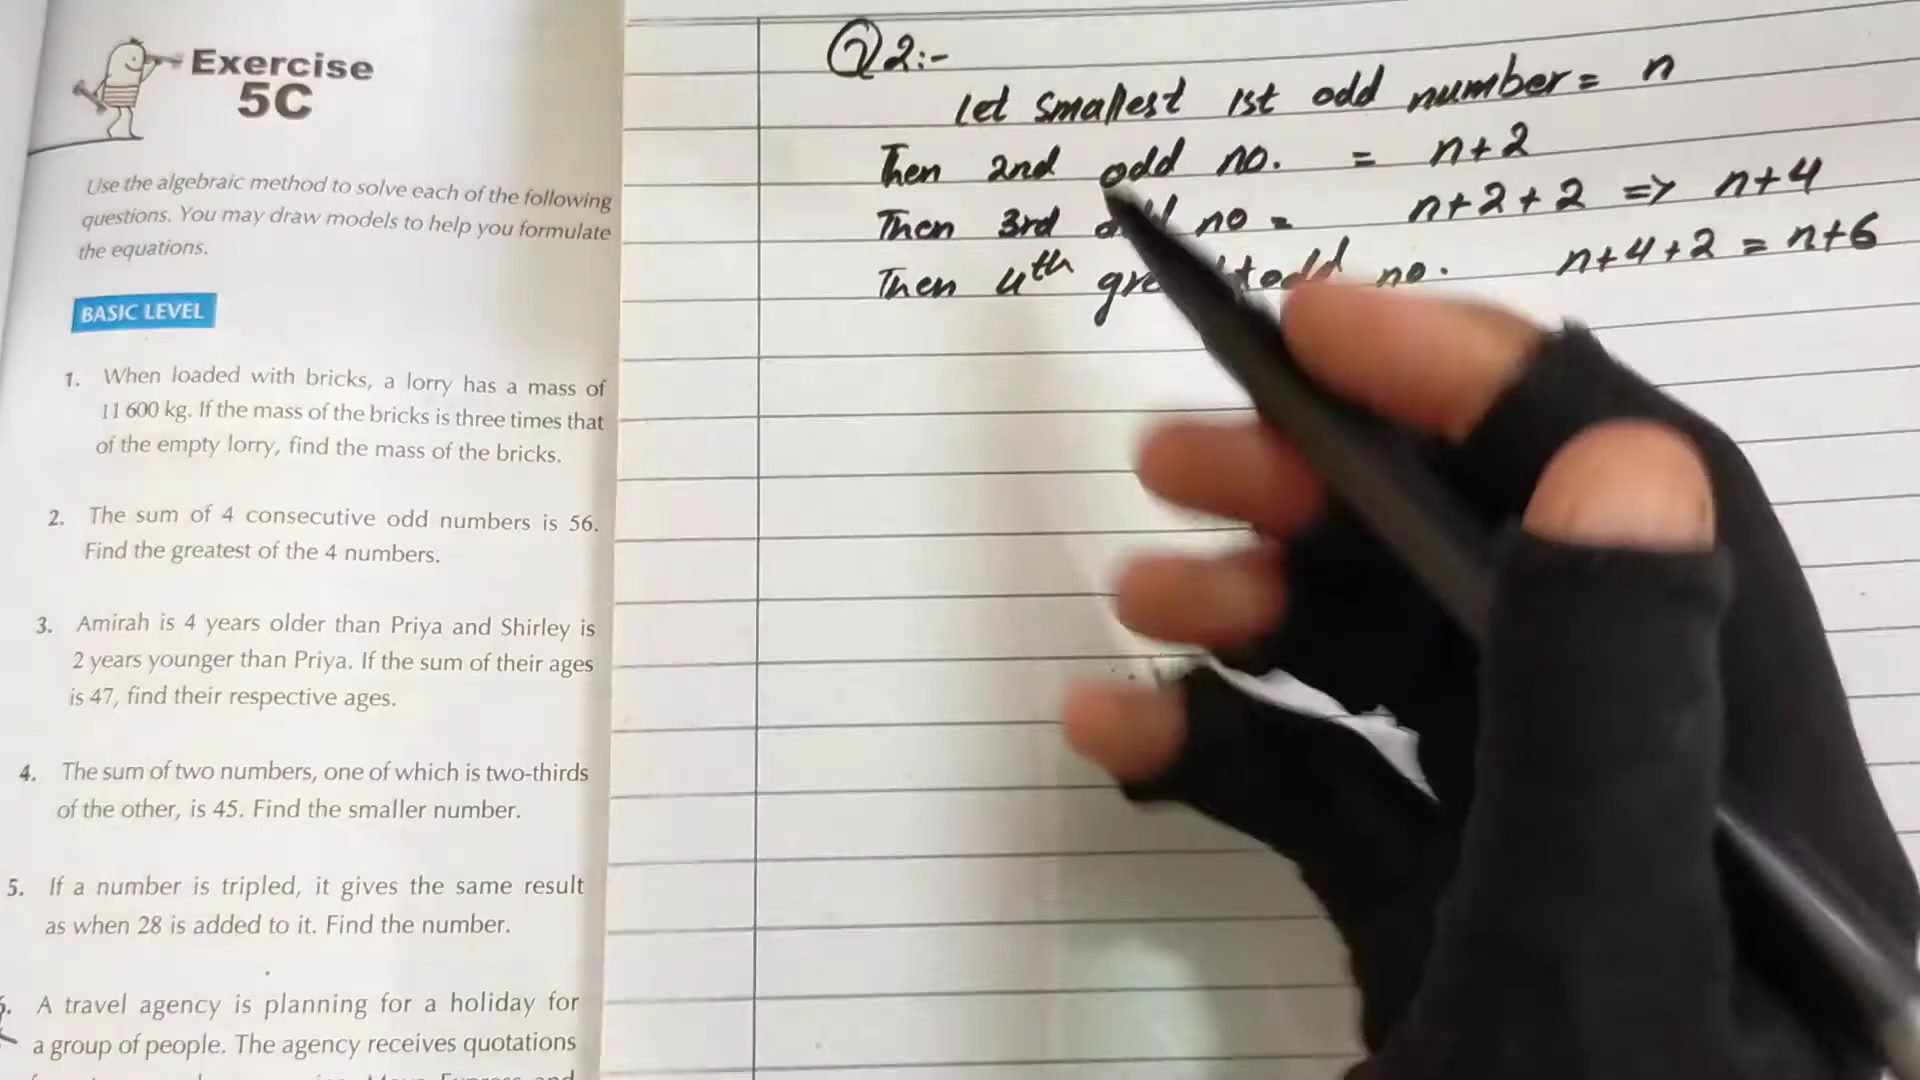 Exercise
5C
Use the algebraic method to solve each of the following
questions. You may draw models to help you formulate
the equations.
BASIC LEVEL
1. When loaded with bricks, a lorry has a mass of
11 600 kg. If the mass of the bricks is three times that
of the empty lorry, find the mass of the bricks.
2. The sum of 4 consecutive odd numbers is 56.
Find the greatest of the 4 numbers.
3. Amirah is 4 years older than Priya and Shirley is
2 years younger than Priya. If the sum of their ages
is 47, find their respective ages.
4. The sum of two numbers, one of which is two-thirds
of the other, is 45. Find the smaller number.
5. If a number is tripled, it gives the same result
as when 28 is added to it. Find the number.
A travel agency is planning for a holiday for
a group of people. The agency receives quotations
and
Q2:-
Let smallest 1st odd number = n
Then 2nd odd no. = n+2
Then 3rd no = n+2+2 => n+4
Then 4th odd no. n+4+2 = n+6